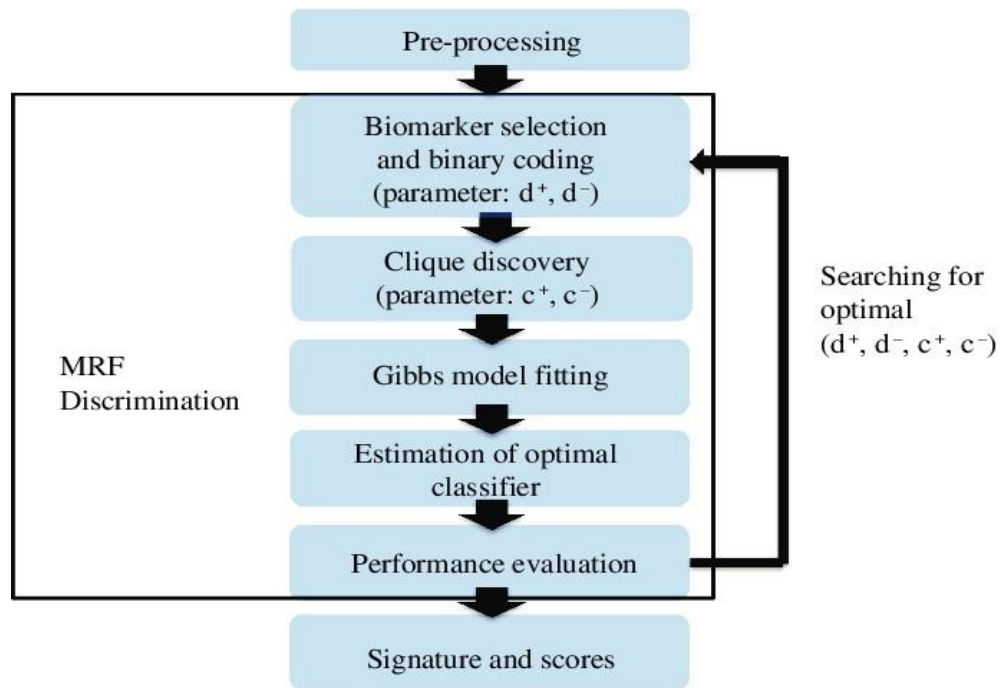 Pre-processing
Biomarker selection
and binary coding
(parameter: d⁺, d⁻)
Clique discovery
(parameter: c⁺, c⁻)
Gibbs model fitting
Estimation of optimal
classifier
Performance evaluation
Signature and scores
MRF
Discrimination
Searching for
optimal
(d⁺, d⁻, c⁺, c⁻)